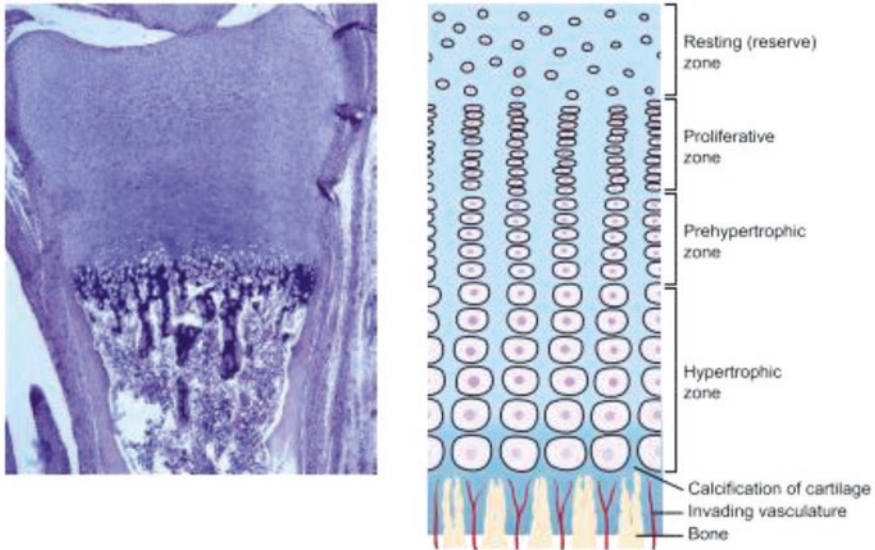 Resting (reserve)
zone
Proliferative
zone
Prehypertrophic
zone
Hypertrophic
zone
Calcification of cartilage
Invading vasculature
Bone